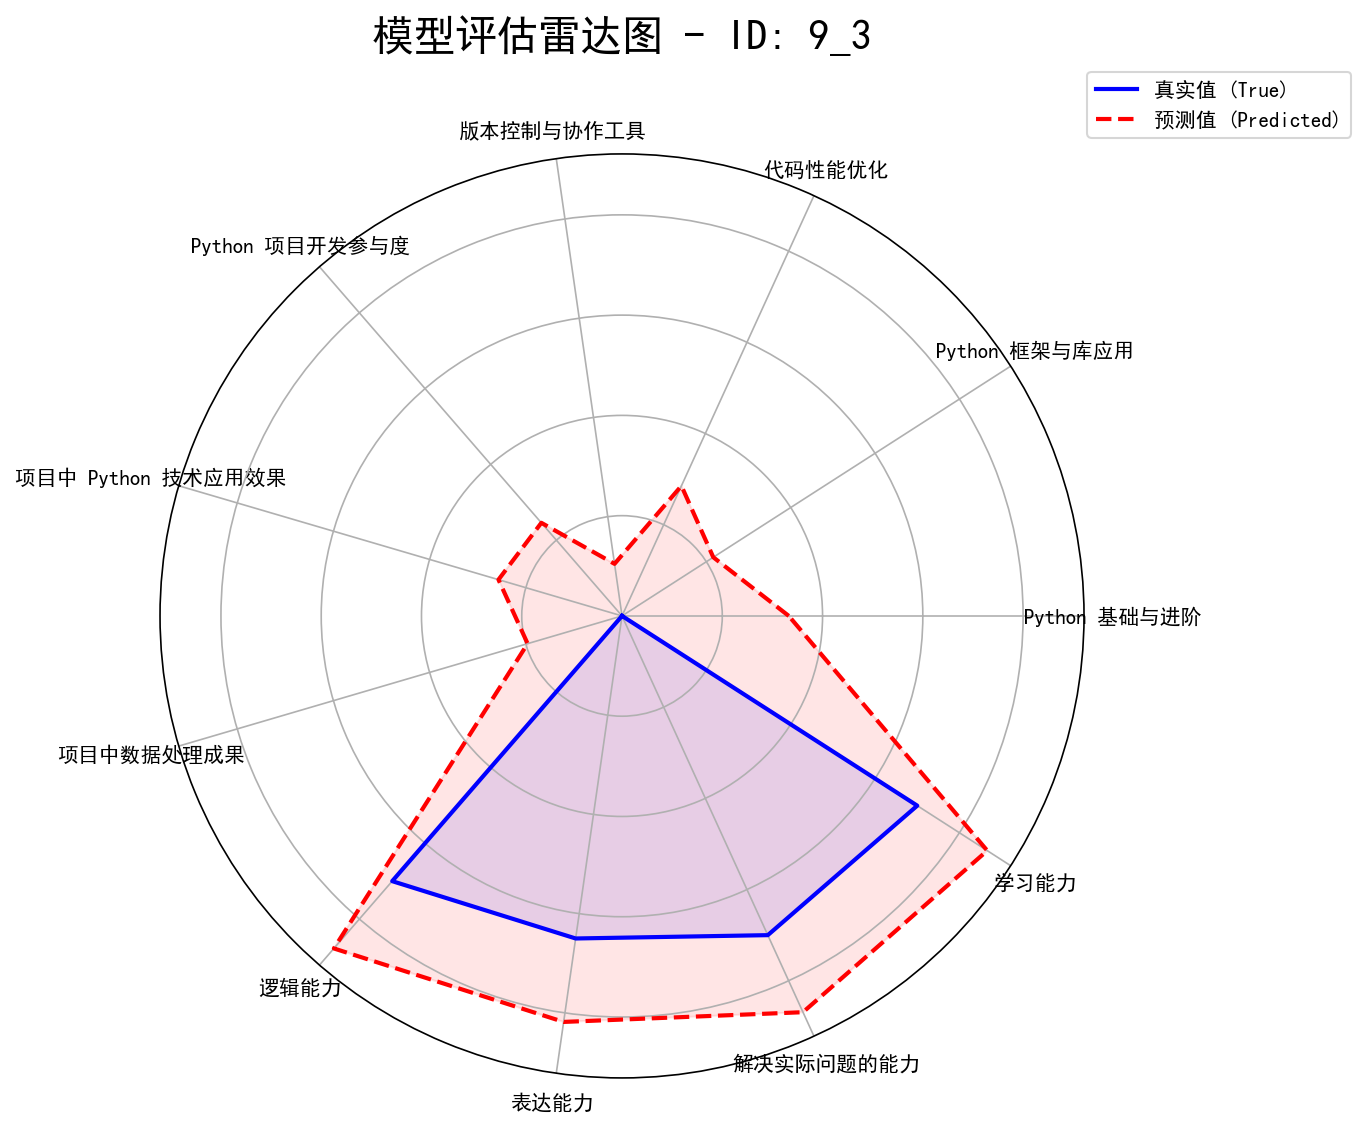 模型评估雷达图 - ID: 9_3
真实值 (True)
预测值 (Predicted)
版本控制与协作工具
代码性能优化
Python 项目开发参与度
Python 框架与库应用
项目中 Python 技术应用效果
Python 基础与进阶
项目中数据处理成果
学习能力
逻辑能力
解决实际问题的能力
表达能力